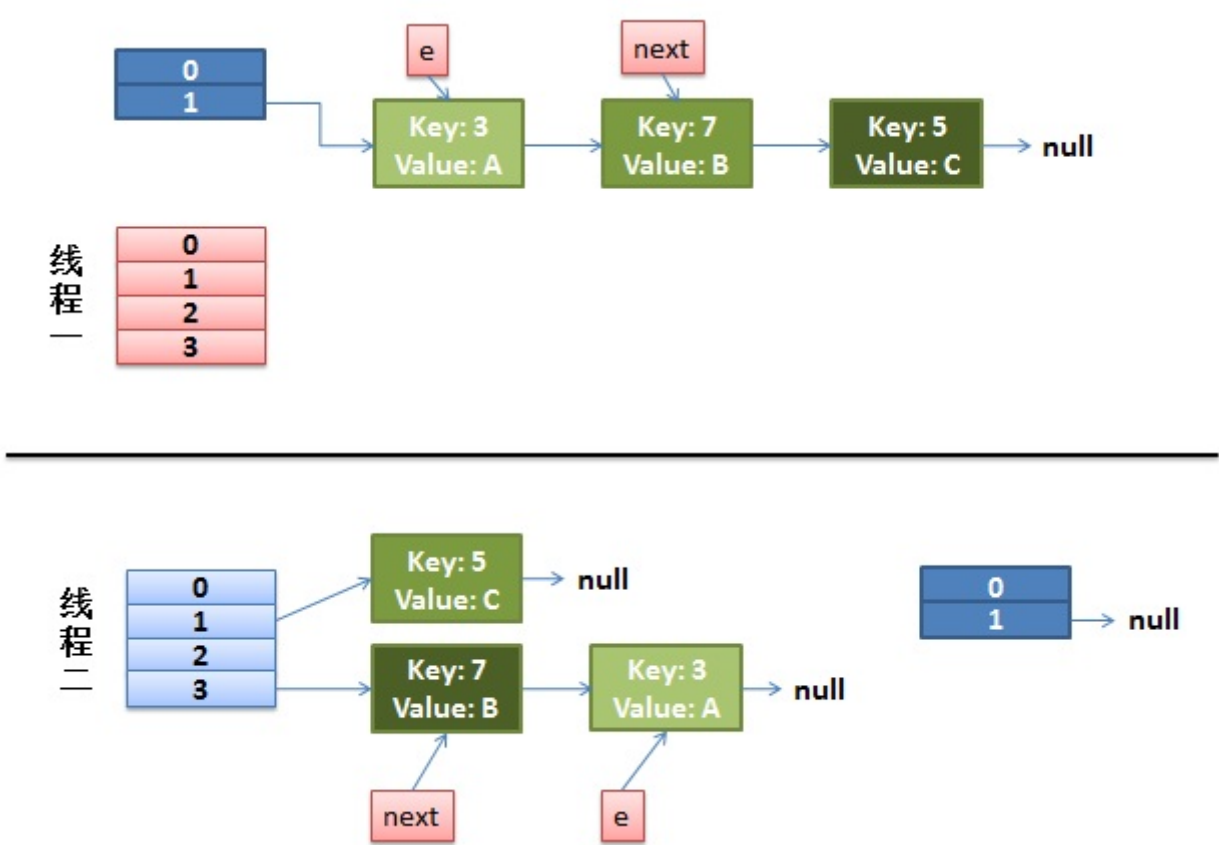 e
next
0
1
Key: 3
Value: A
Key: 7
Value: B
Key: 5
Value: C
null
线程一
0
1
2
3
线程二
0
1
2
3
Key: 5
Value: C
null
Key: 7
Value: B
Key: 3
Value: A
null
0
1
null
next
e